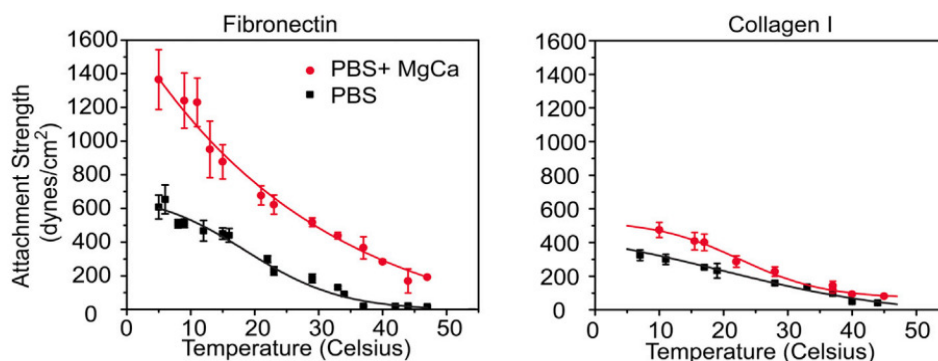 Fibronectin
1600
1400
1200
1000
800
600
400
200
0
Attachment Strength
(dynes/cm²)
PBS+ MgCa
PBS
0 10 20 30 40 50
Temperature (Celsius)
Collagen I
1600
1400
1200
1000
800
600
400
200
0
0 10 20 30 40 50
Temperature (Celsius)